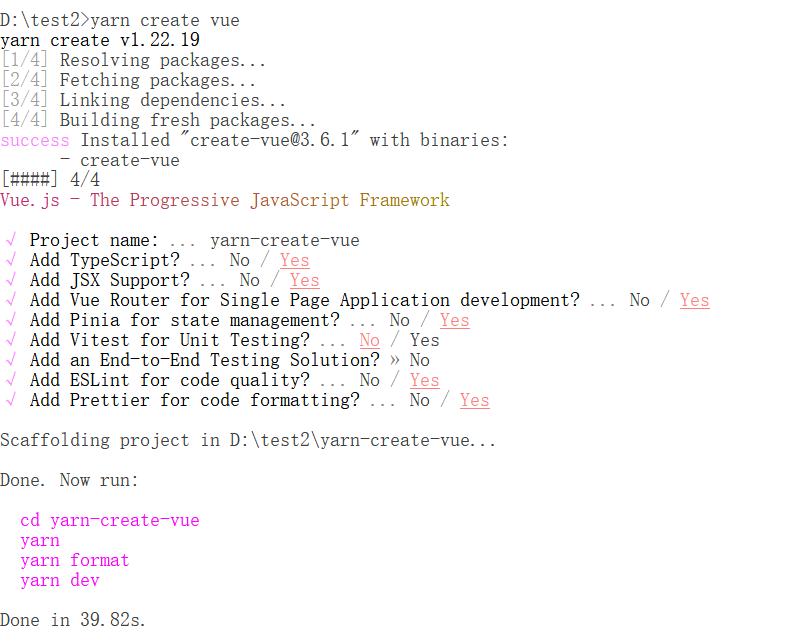 D:\test2>yarn create vue
yarn create v1.22.19
[1/4] Resolving packages...
[2/4] Fetching packages...
[3/4] Linking dependencies...
[4/4] Building fresh packages...
success Installed "create-vue@3.6.1" with binaries:
      - create-vue
[####] 4/4
Vue.js - The Progressive JavaScript Framework
√ Project name: ... yarn-create-vue
√ Add TypeScript? ... No / Yes
√ Add JSX Support? ... No / Yes
√ Add Vue Router for Single Page Application development? ... No / Yes
√ Add Pinia for state management? ... No / Yes
√ Add Vitest for Unit Testing? ... No / Yes
√ Add an End-to-End Testing Solution? » No
√ Add ESLint for code quality? ... No / Yes
√ Add Prettier for code formatting? ... No / Yes
Scaffolding project in D:\test2\yarn-create-vue...
Done. Now run:
  cd yarn-create-vue
  yarn
  yarn format
  yarn dev
Done in 39.82s.